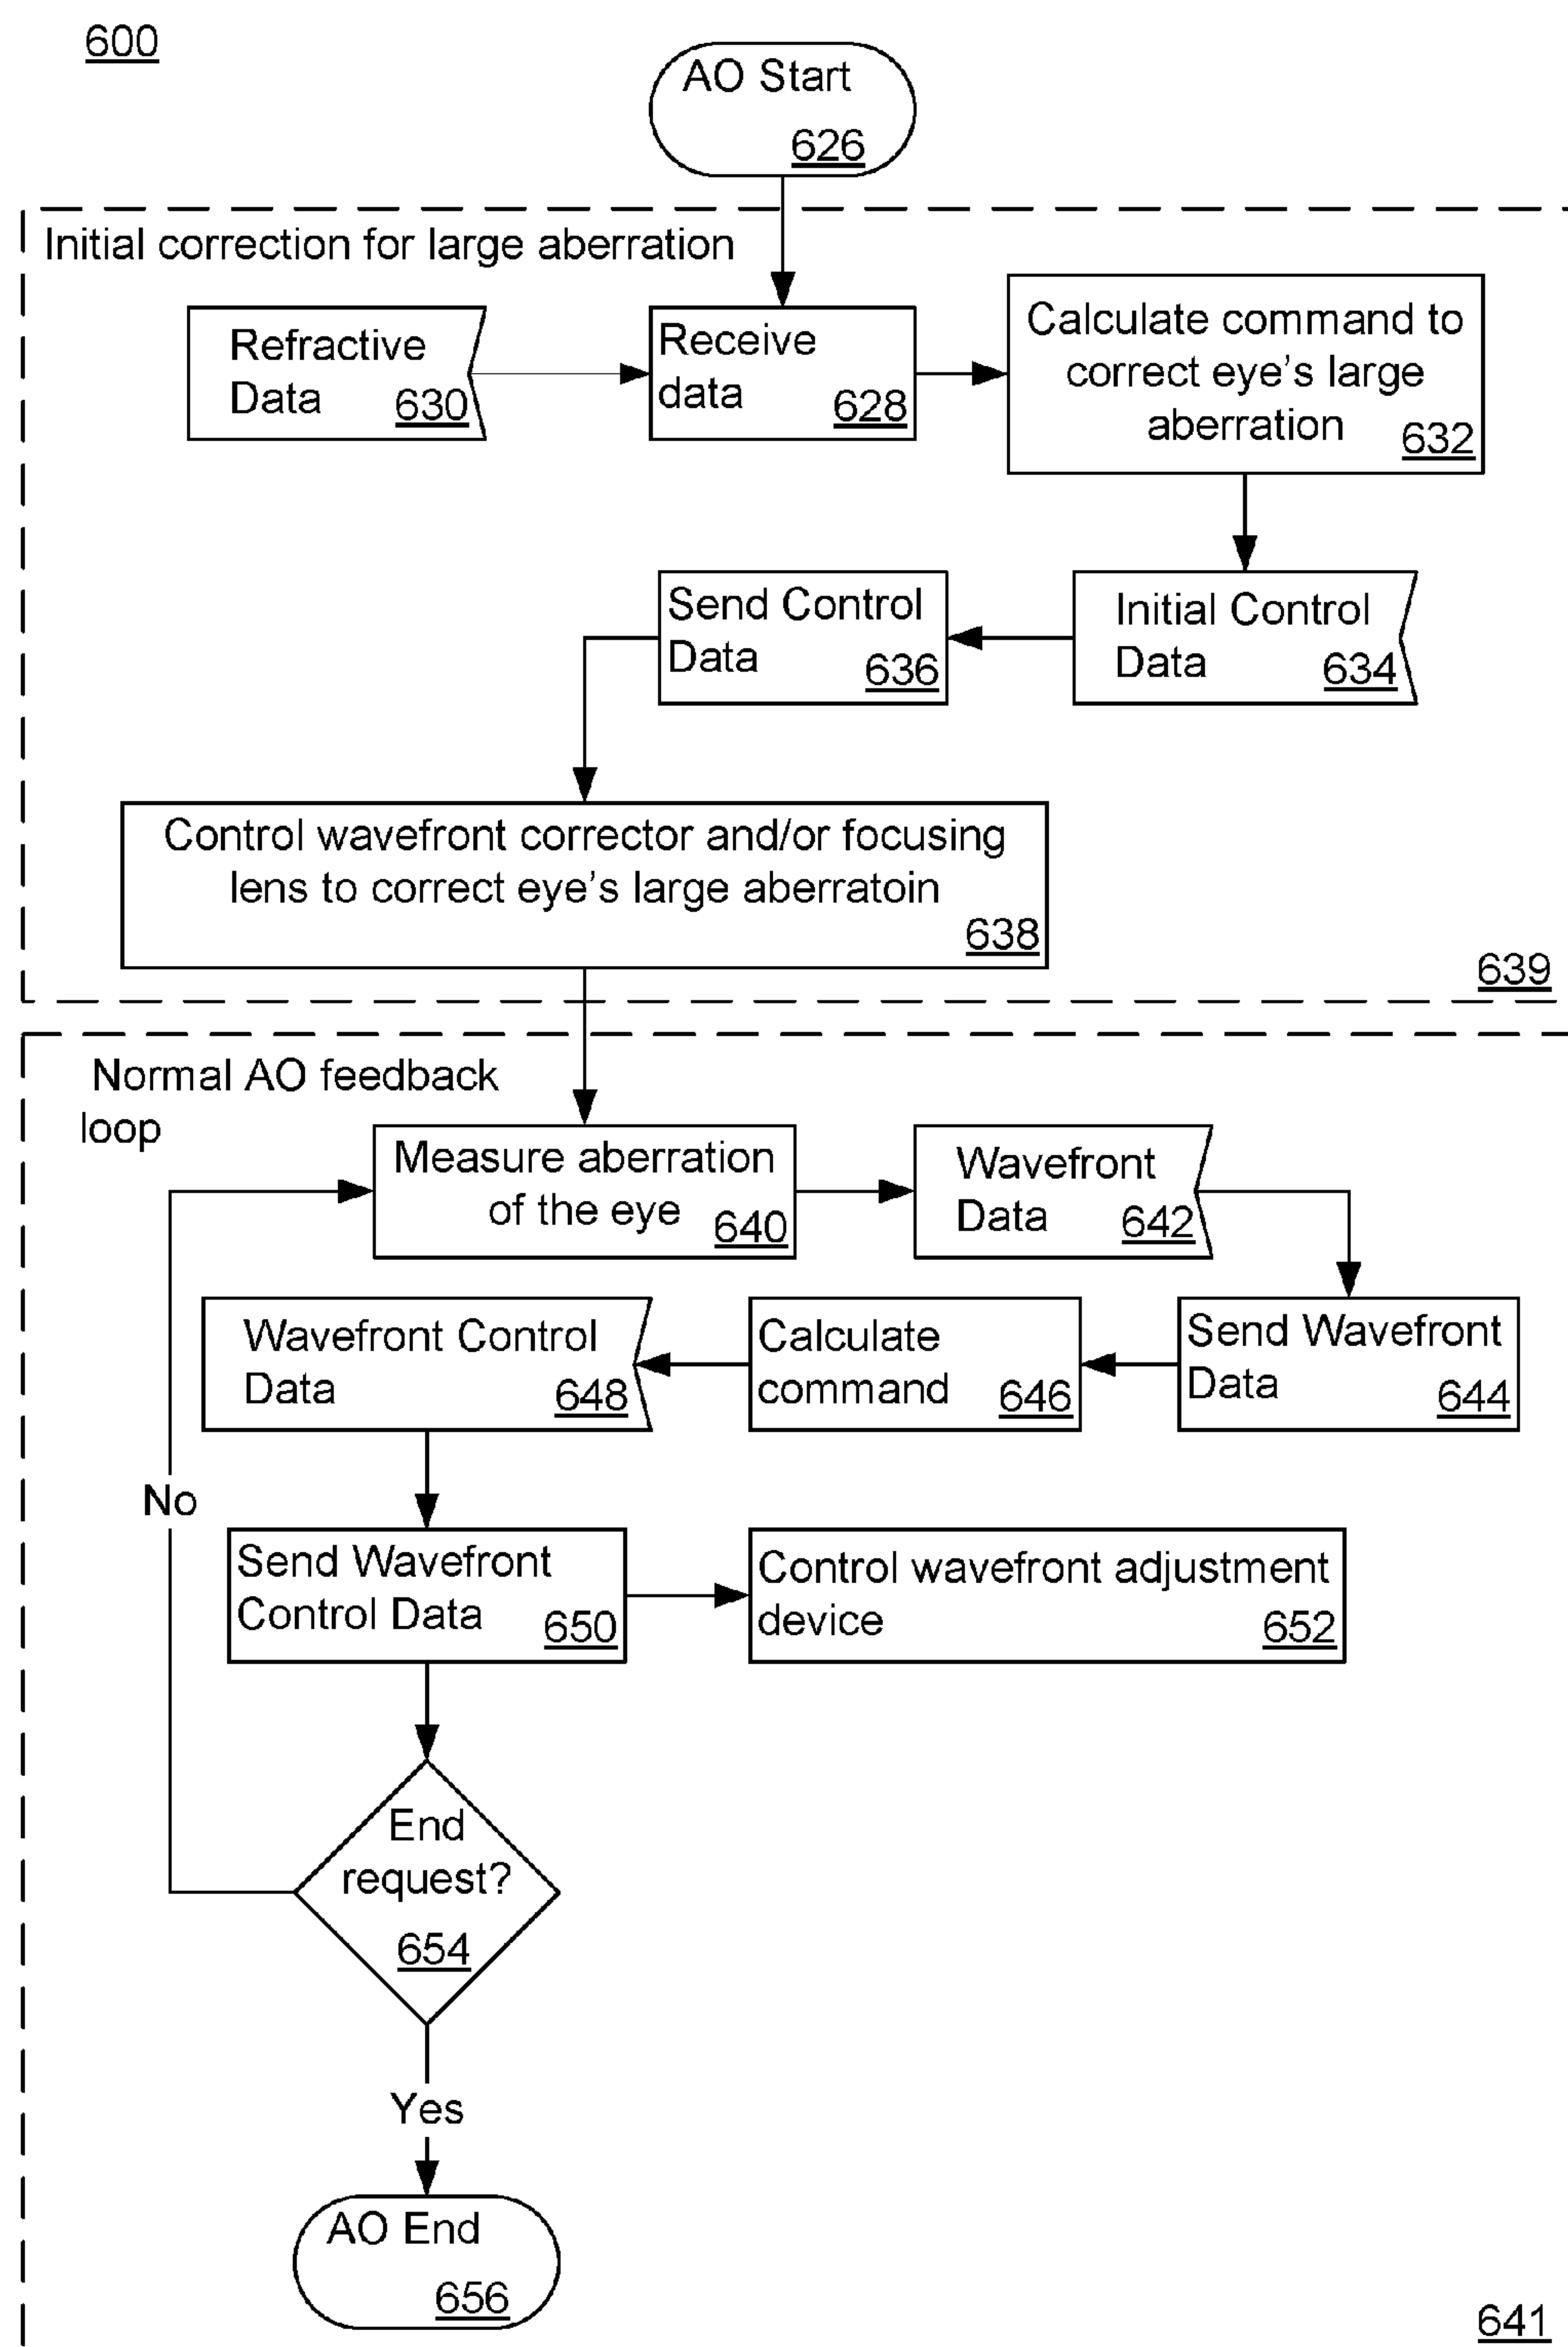 600
AO Start
626
Initial correction for large aberration
Refractive
Data 630
Receive
data 628
Calculate command to
correct eye's large
aberration 632
Send Control
Data 636
Initial Control
Data 634
Control wavefront corrector and/or focusing
lens to correct eye's large aberratoin
638
639
Normal AO feedback
loop
Measure aberration
of the eye 640
Wavefront
Data 642
Wavefront Control
Data 648
Calculate
command 646
Send Wavefront
Data 644
No
Send Wavefront
Control Data 650
Control wavefront adjustment
device 652
End
request?
654
Yes
AO End
656
641